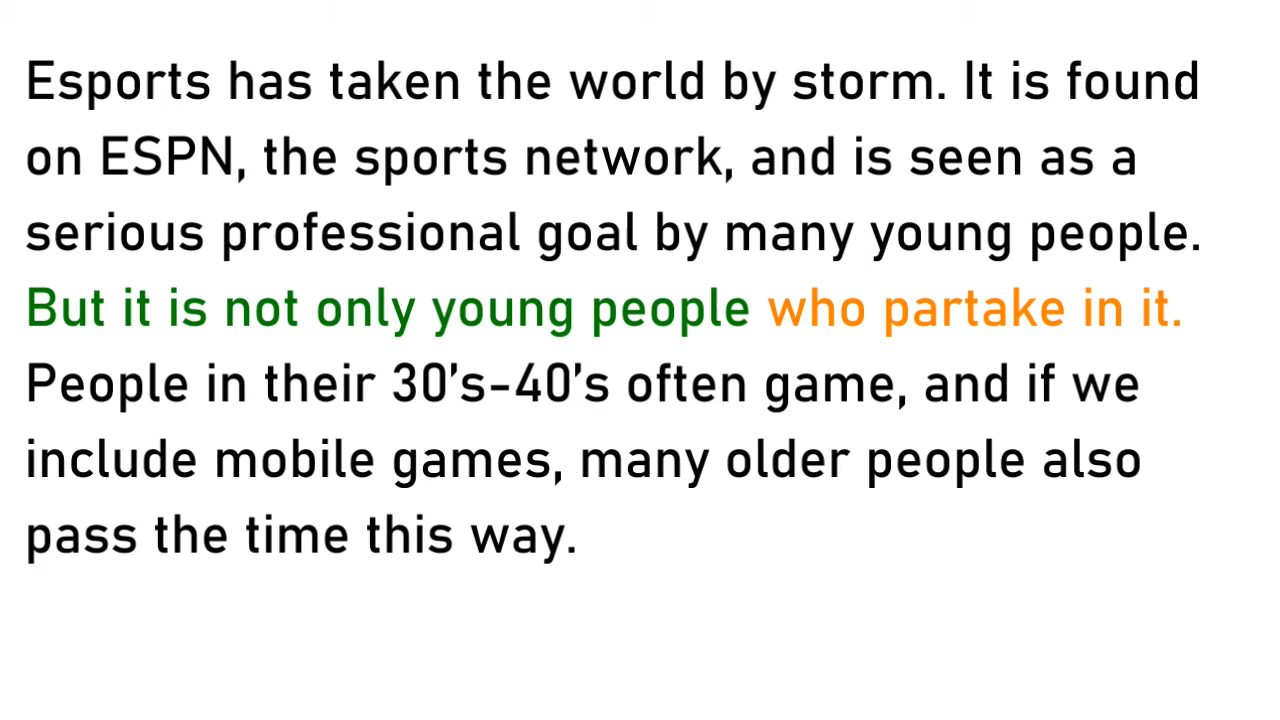 Esports has taken the world by storm. It is found
on ESPN, the sports network, and is seen as a
serious professional goal by many young people.
But it is not only young people who partake in it.
People in their 30's-40's often game, and if we
include mobile games, many older people also
pass the time this way.